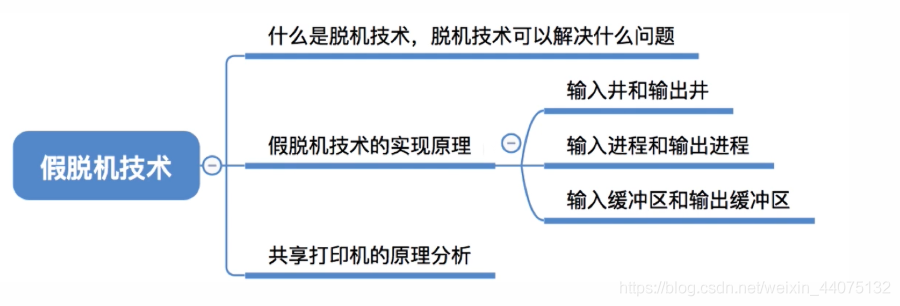 什么是脱机技术，脱机技术可以解决什么问题
输入井和输出井
假脱机技术的实现原理
输入进程和输出进程
假脱机技术
输入缓冲区和输出缓冲区
共享打印机的原理分析
https://blog.csdn.net/weixin_44075132